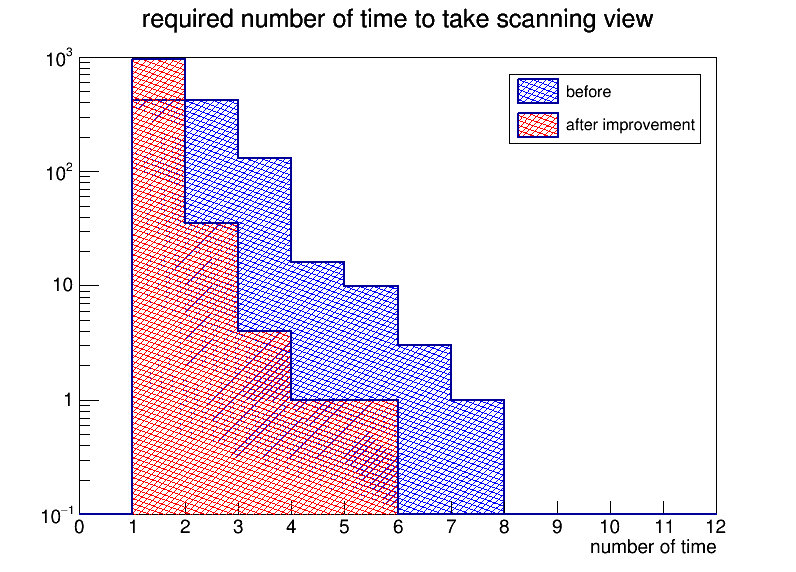 required number of time to take scanning view
before
after improvement
10³
10²
10
1
10⁻¹
0 1 2 3 4 5 6 7 8 9 10 11 12
number of time